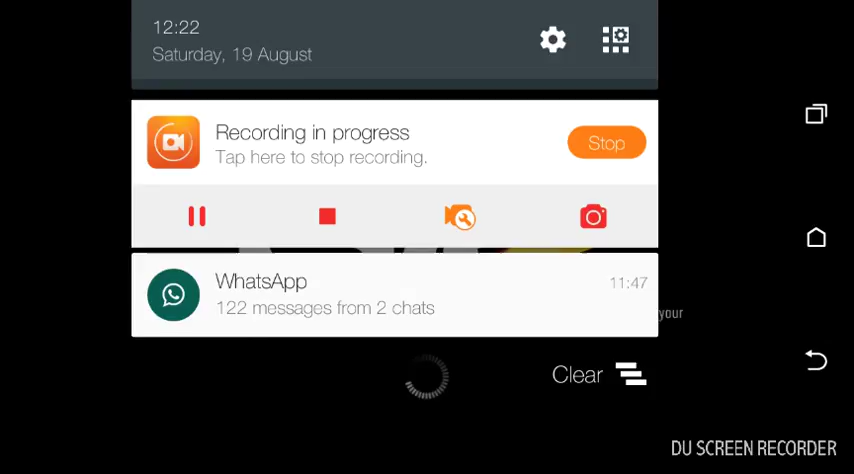 12:22
Saturday, 19 August
Recording in progress
Tap here to stop recording.
Stop
WhatsApp
11:47
122 messages from 2 chats
your
Clear
DU SCREEN RECORDER